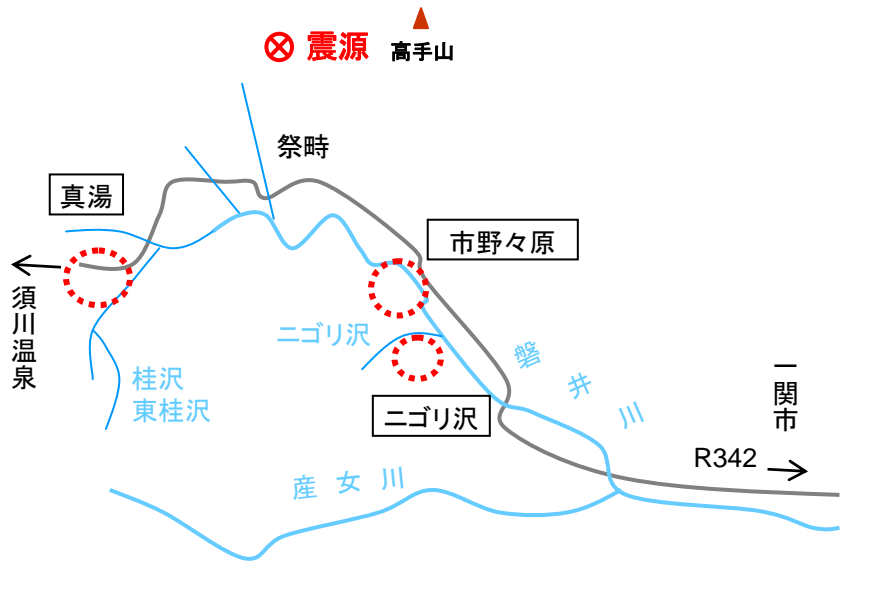 震源
高手山
祭畤
真湯
市野々原
須川温泉
ニゴリ沢
磐井川
一関市
桂沢
東桂沢
ニゴリ沢
R342
産女川